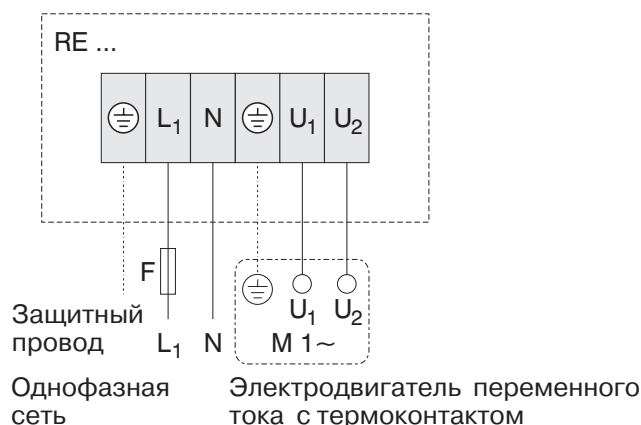 RE ...
L₁ N U₁ U₂
F
U₁ U₂
Защитный
провод L₁ N M 1~
Однофазная
сеть
Электродвигатель переменного
тока с термоконтактом